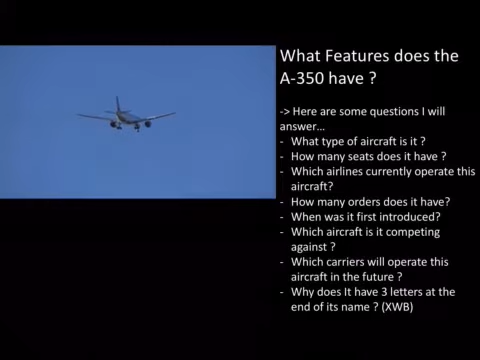 What Features does the
A-350 have ?
-> Here are some questions I will
answer...
- What type of aircraft is it ?
- How many seats does it have ?
- Which airlines currently operate this
aircraft?
- How many orders does it have?
- When was it first introduced?
- Which aircraft is it competing
against ?
- Which carriers will operate this
aircraft in the future ?
- Why does It have 3 letters at the
end of its name ? (XWB)